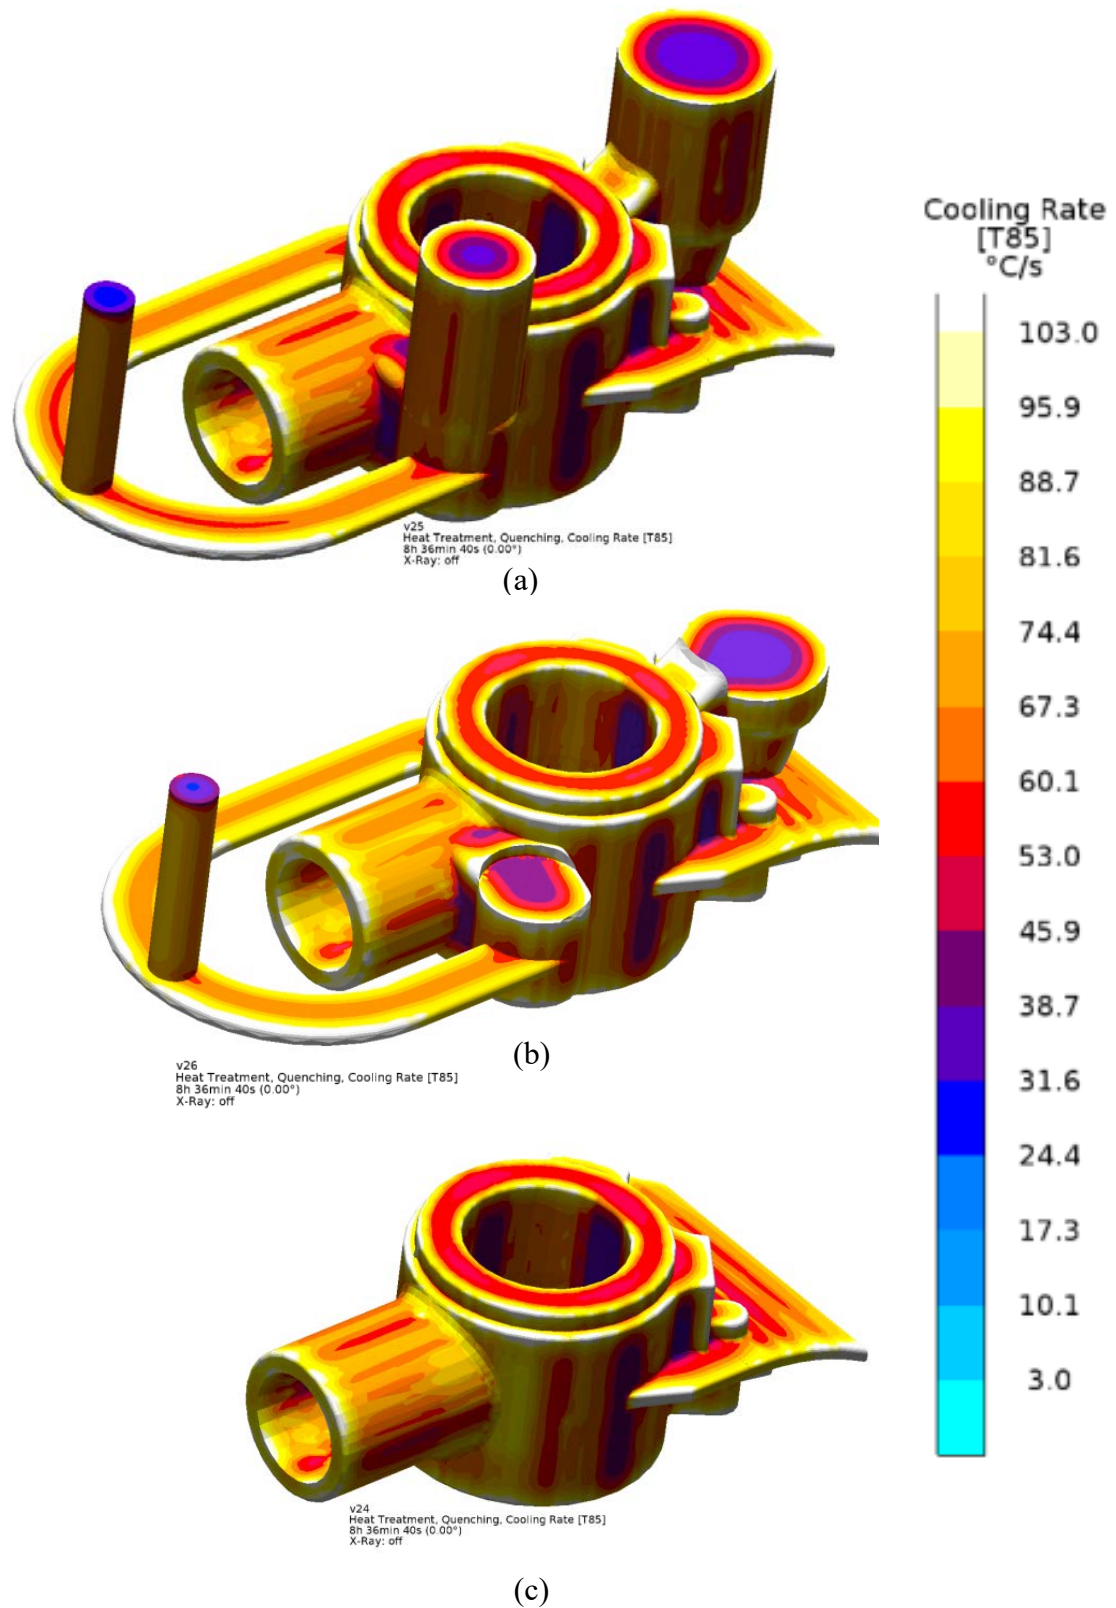 Cooling Rate
[T85]
°C/s
103.0
95.9
88.7
81.6
74.4
67.3
60.1
53.0
45.9
38.7
31.6
24.4
17.3
10.1
3.0
v25
Heat Treatment, Quenching, Cooling Rate [T85]
8h 36min 40s (0.00°)
X-Ray: off
(a)
v26
Heat Treatment, Quenching, Cooling Rate [T85]
8h 36min 40s (0.00°)
X-Ray: off
(b)
v24
Heat Treatment, Quenching, Cooling Rate [T85]
8h 36min 40s (0.00°)
X-Ray: off
(c)